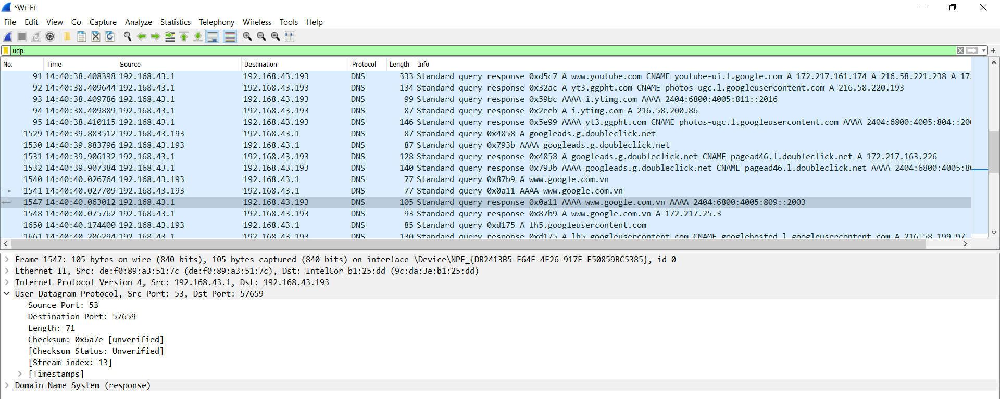 *Wi-Fi
File Edit View Go Capture Analyze Statistics Telephony Wireless Tools Help
udp
No. Time Source Destination Protocol Length Info
91 14:40:38.408398 192.168.43.1 192.168.43.193 DNS 333 Standard query response 0xd5c7 A www.youtube.com CNAME youtube-ui.l.google.com A 172.217.161.174 A 216.58.221.238 A 17
92 14:40:38.409644 192.168.43.1 192.168.43.193 DNS 134 Standard query response 0x32ac A yt3.ggpht.com CNAME photos-ugc.l.googleusercontent.com A 216.58.220.193
93 14:40:38.409786 192.168.43.1 192.168.43.193 DNS 99 Standard query response 0x59bc AAAA i.ytimg.com AAAA 2404:6800:4005:811::2016
94 14:40:38.409889 192.168.43.1 192.168.43.193 DNS 87 Standard query response 0x2eeb A i.ytimg.com A 216.58.200.86
95 14:40:38.410115 192.168.43.1 192.168.43.193 DNS 146 Standard query response 0x5e99 AAAA yt3.ggpht.com CNAME photos-ugc.l.googleusercontent.com AAAA 2404:6800:4005:804::20
1529 14:40:39.883512 192.168.43.193 192.168.43.1 DNS 87 Standard query 0x4858 A googleads.g.doubleclick.net
1530 14:40:39.883796 192.168.43.193 192.168.43.1 DNS 87 Standard query 0x793b AAAA googleads.g.doubleclick.net
1531 14:40:39.906132 192.168.43.1 192.168.43.193 DNS 128 Standard query response 0x4858 A googleads.g.doubleclick.net CNAME pagead46.l.doubleclick.net A 172.217.163.226
1532 14:40:39.907384 192.168.43.1 192.168.43.193 DNS 140 Standard query response 0x793b AAAA googleads.g.doubleclick.net CNAME pagead46.l.doubleclick.net AAAA 2404:6800:4005:8
1540 14:40:40.026764 192.168.43.193 192.168.43.1 DNS 77 Standard query 0x87b9 A www.google.com.vn
1541 14:40:40.027709 192.168.43.193 192.168.43.1 DNS 77 Standard query 0x0a11 AAAA www.google.com.vn
1547 14:40:40.063012 192.168.43.1 192.168.43.193 DNS 105 Standard query response 0x0a11 AAAA www.google.com.vn AAAA 2404:6800:4005:809::2003
1548 14:40:40.075762 192.168.43.1 192.168.43.193 DNS 93 Standard query response 0x87b9 A www.google.com.vn A 172.217.25.3
1650 14:40:40.174400 192.168.43.193 192.168.43.1 DNS 85 Standard query 0xd175 A lh5.googleusercontent.com
1661 14:40:40.206294 192.168.43.1 192.168.43.193 DNS 130 Standard query response 0xd175 A lh5.googleusercontent.com CNAME googlehosted.l.googleusercontent.com A 216.58.199.97
Frame 1547: 105 bytes on wire (840 bits), 105 bytes captured (840 bits) on interface \Device\NPF_{DB2413B5-F64E-4F26-917E-F50859BC5385}, id 0
Ethernet II, Src: de:f0:89:a3:51:7c (de:f0:89:a3:51:7c), Dst: IntelCor_b1:25:dd (9c:da:3e:b1:25:dd)
Internet Protocol Version 4, Src: 192.168.43.1, Dst: 192.168.43.193
User Datagram Protocol, Src Port: 53, Dst Port: 57659
Source Port: 53
Destination Port: 57659
Length: 71
Checksum: 0x6a7e [unverified]
[Checksum Status: Unverified]
[Stream index: 13]
[Timestamps]
Domain Name System (response)